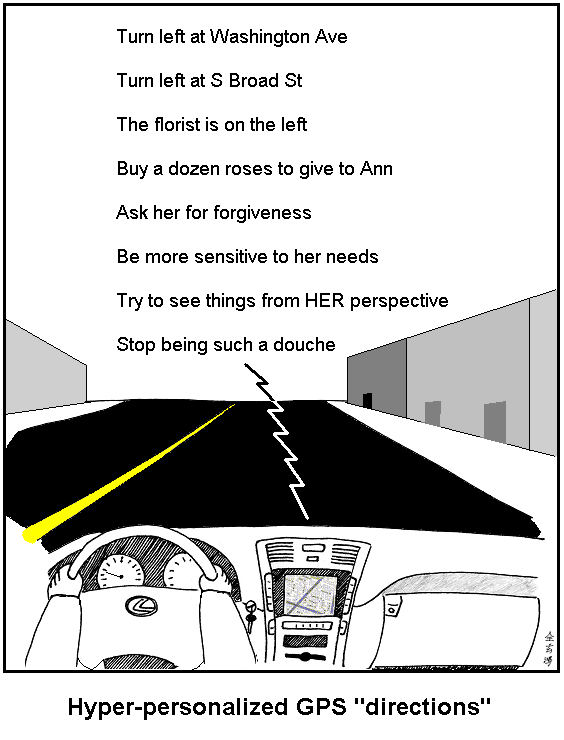 Turn left at Washington Ave
Turn left at S Broad St
The florist is on the left
Buy a dozen roses to give to Ann
Ask her for forgiveness
Be more sensitive to her needs
Try to see things from HER perspective
Stop being such a douche
Hyper-personalized GPS "directions"